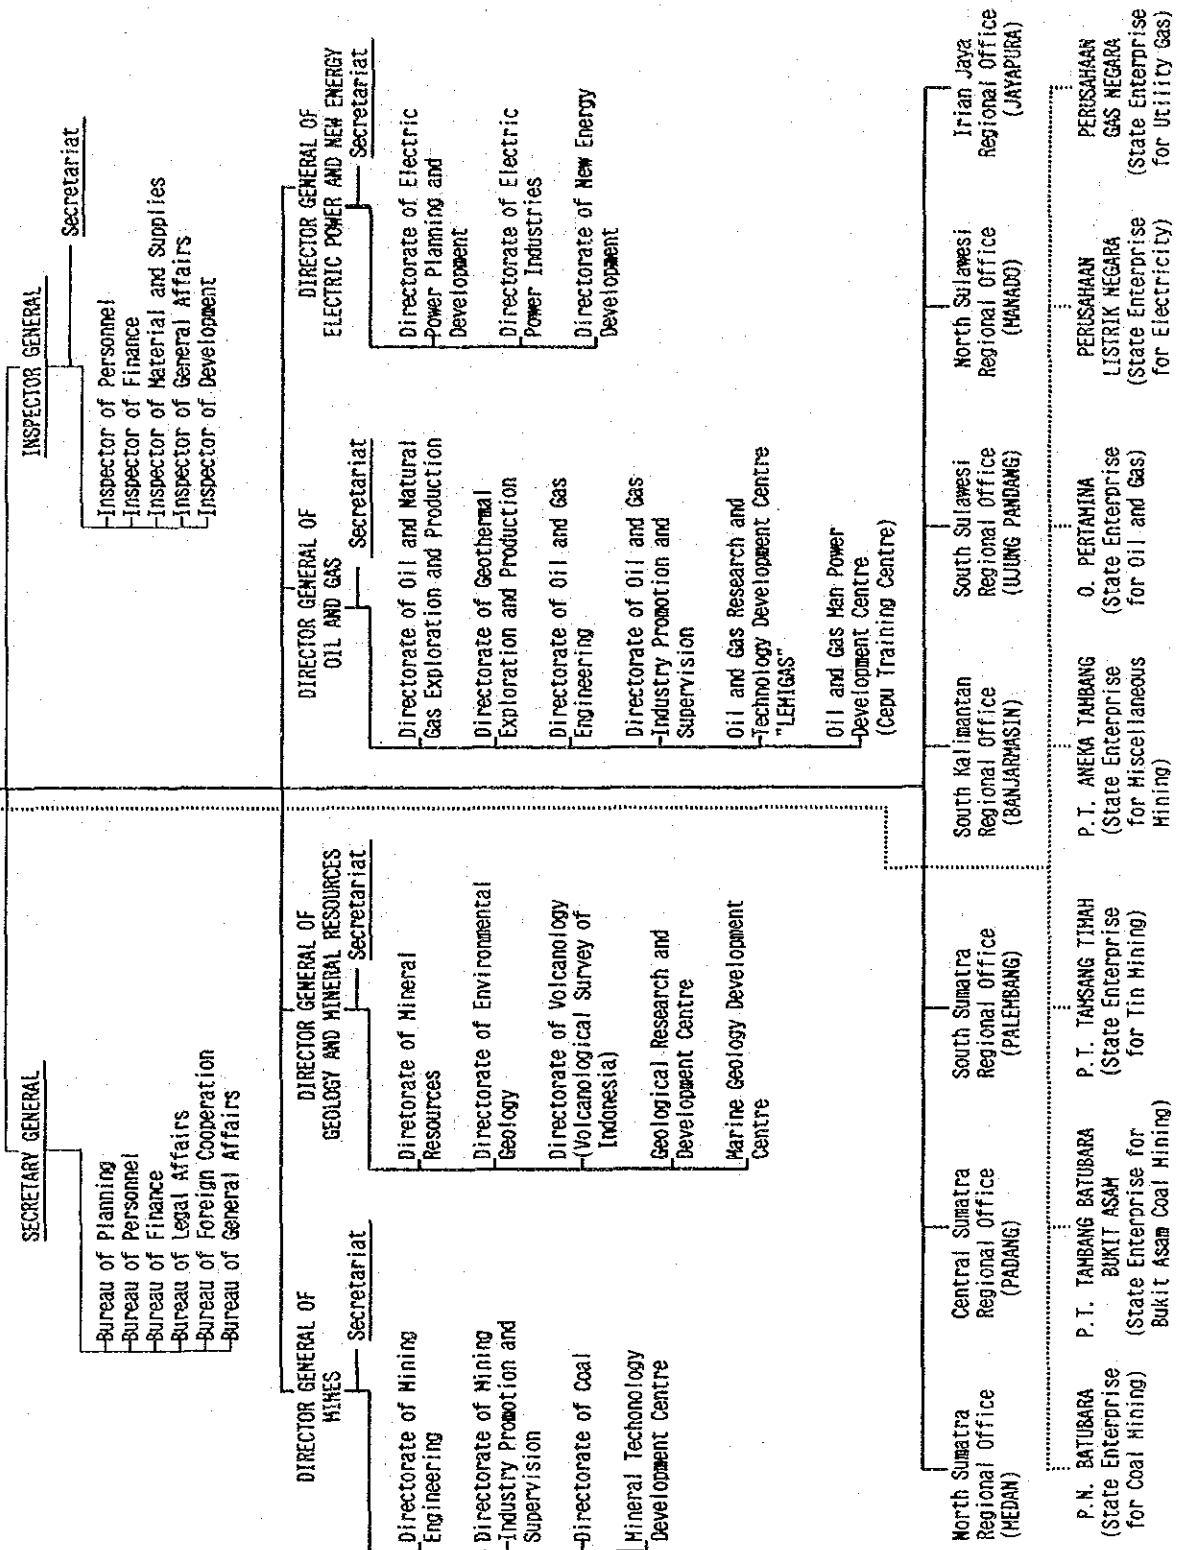 SECRETARY GENERAL
Bureau of Planning
Bureau of Personnel
Bureau of Finance
Bureau of Legal Affairs
Bureau of Foreign Cooperation
Bureau of General Affairs
INSPECTOR GENERAL
Secretariat
Inspector of Personnel
Inspector of Finance
Inspector of Material and Supplies
Inspector of General Affairs
Inspector of Development
DIRECTOR GENERAL OF
MINES
Secretariat
Directorate of Mining
Engineering
Directorate of Mining
Industry Promotion and
Supervision
Directorate of Coal
Mineral Techonology
Development Centre
DIRECTOR GENERAL OF
GEOLOGY AND MINERAL RESOURCES
Secretariat
Diretorate of Mineral
Resources
Directorate of Environmental
Geology
Directorate of Volcanology
(Volcanological Survey of
Indonesia)
Geological Research and
Development Centre
Marine Geology Development
Centre
DIRECTOR GENERAL OF
OIL AND GAS
Secretariat
Directorate of Oil and Natural
Gas Exploration and Production
Directorate of Geothermal
Exploration and Production
Directorate of Oil and Gas
Engineering
Directorate of Oil and Gas
Industry Promotion and
Supervision
Oil and Gas Research and
Technology Development Centre
"LEMIGAS"
Oil and Gas Man Power
Development Centre
(Cepu Training Centre)
DIRECTOR GENERAL OF
ELECTRIC POWER AND NEW ENERGY
Secretariat
Directorate of Electric
Power Planning and
Development
Directorate of Electric
Power Industries
Directorate of New Energy
Development
North Sumatra
Regional Office
(MEDAN)
Central Sumatra
Regional Office
(PADANG)
South Sumatra
Regional Office
(PALEMBANG)
South Kalimantan
Regional Office
(BANJARMASIN)
South Sulawesi
Regional Office
(UJUNG PANDANG)
North Sulawesi
Regional Office
(MANADO)
Irian Jaya
Regional Office
(JAYAPURA)
P.N. BATUBARA
(State Enterprise
for Coal Mining)
P.T. TAMBANG BATUBARA
BUKIT ASAM
(State Enterprise for
Bukit Asam Coal Mining)
P.T. TAMSANG TIMAH
(State Enterprise
for Tin Mining)
P.T. ANEKA TAMBANG
(State Enterprise
for Miscellaneous
Mining)
O. PERTAMINA
(State Enterprise
for Oil and Gas)
PERUSAHAAN
LISTRIK NEGARA
(State Enterprise
for Electricity)
PERUSAHAAN
GAS NEGARA
(State Enterprise
for Utility Gas)